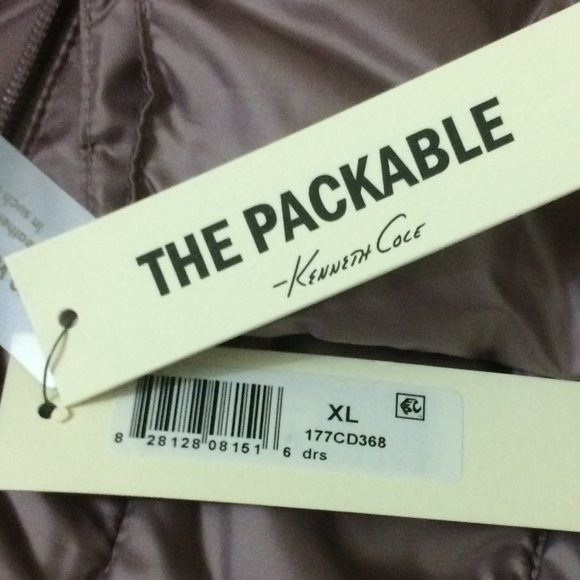 THE PACKABLE
-KENNETH COLE
XL
177CD368
8 28128 08151 6 drs